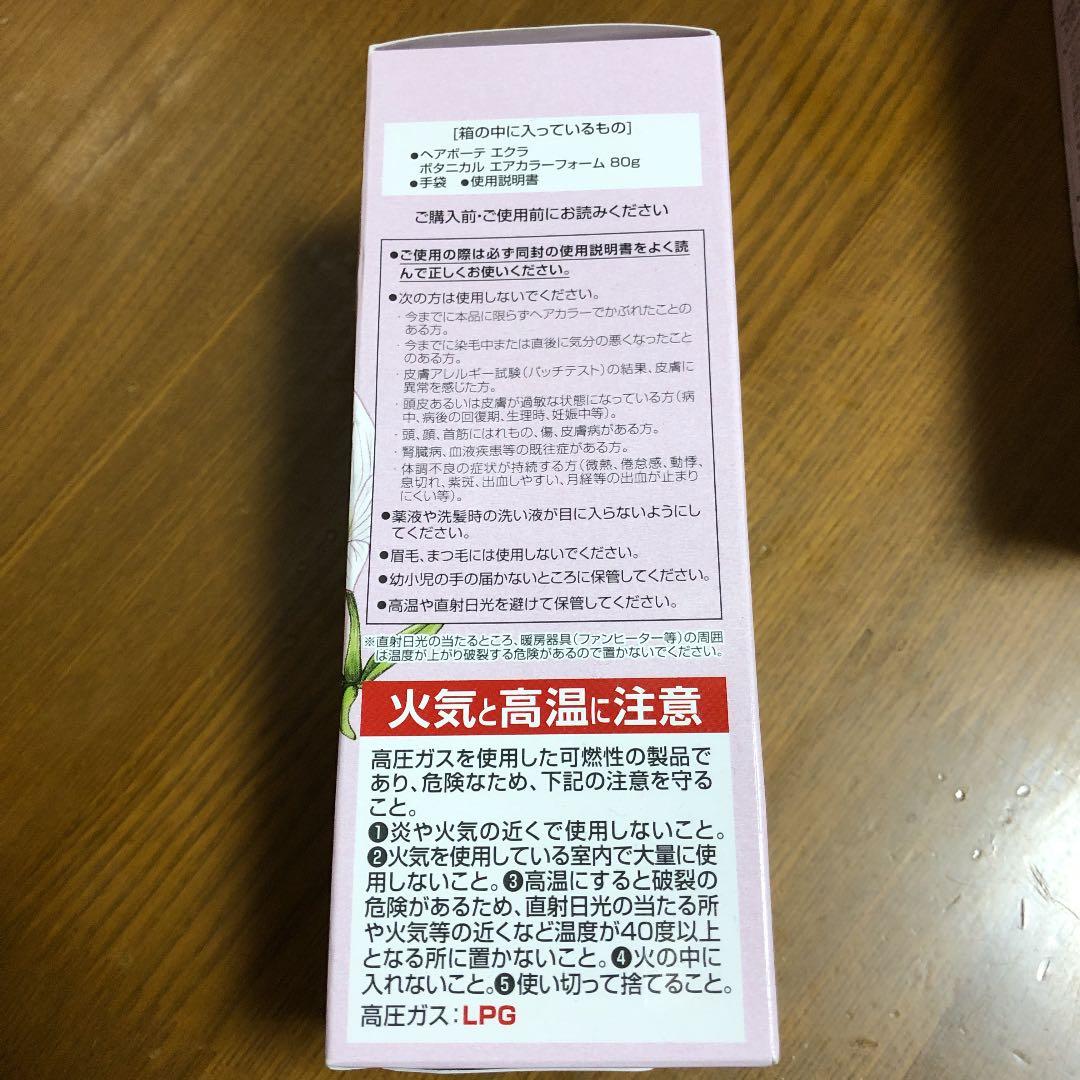 [箱の中に入っているもの]
●ヘアボーテ エクラ
ボタニカル エアカラーフォーム 80g
●手袋 ●使用説明書
ご購入前・ご使用前にお読みください
●ご使用の際は必ず同封の使用説明書をよく読
んで正しくお使いください。
●次の方は使用しないでください。
・今までに本品に限らずヘアカラーでかぶれたことの
ある方。
・今までに染毛中または直後に気分の悪くなったこと
のある方。
・皮膚アレルギー試験(パッチテスト)の結果、皮膚に
異常を感じた方。
・頭皮あるいは皮膚が過敏な状態になっている方(病
中、病後の回復期、生理時、妊娠中等)。
・頭、顔、首筋にはれもの、傷、皮膚病がある方。
・腎臓病、血液疾患等の既往症がある方。
・体調不良の症状が持続する方(微熱、倦怠感、動悸、
息切れ、紫斑、出血しやすい、月経等の出血が止まり
にくい等)。
●薬液や洗髪時の洗い液が目に入らないようにし
てください。
●眉毛、まつ毛には使用しないでください。
●幼小児の手の届かないところに保管してください。
●高温や直射日光を避けて保管してください。
※直射日光の当たるところ、暖房器具(ファンヒーター等)の周囲
は温度が上がり破裂する危険があるので置かないでください。
火気と高温に注意
高圧ガスを使用した可燃性の製品で
あり、危険なため、下記の注意を守る
こと。
❶炎や火気の近くで使用しないこと。
❷火気を使用している室内で大量に使
用しないこと。❸高温にすると破裂の
危険があるため、直射日光の当たる所
や火気等の近くなど温度が40度以上
となる所に置かないこと。❹火の中に
入れないこと。❺使い切って捨てること。
高圧ガス:LPG